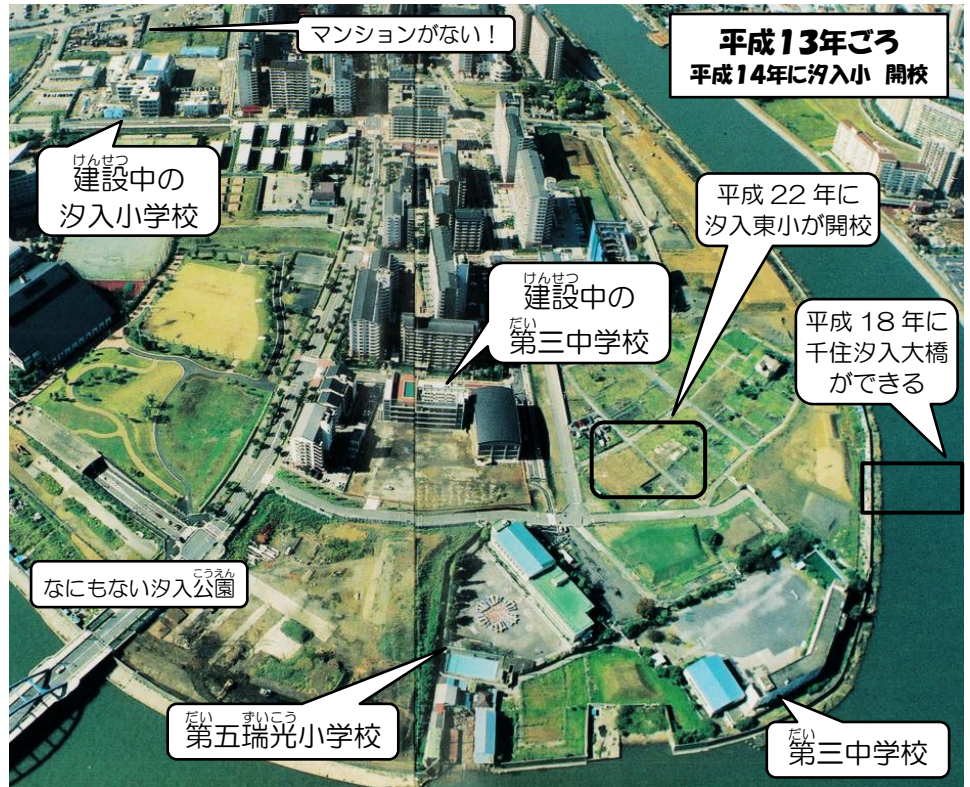 マンションがない!
平成13年ごろ
平成14年に汐入小 開校
けんせつ
建設中の
汐入小学校
平成 22 年に
汐入東小が開校
けんせつ
建設中の
だい
第三中学校
平成 18 年に
千住汐入大橋
ができる
こうえん
なにもない汐入公園
だい ずいこう
第五瑞光小学校
だい
第三中学校